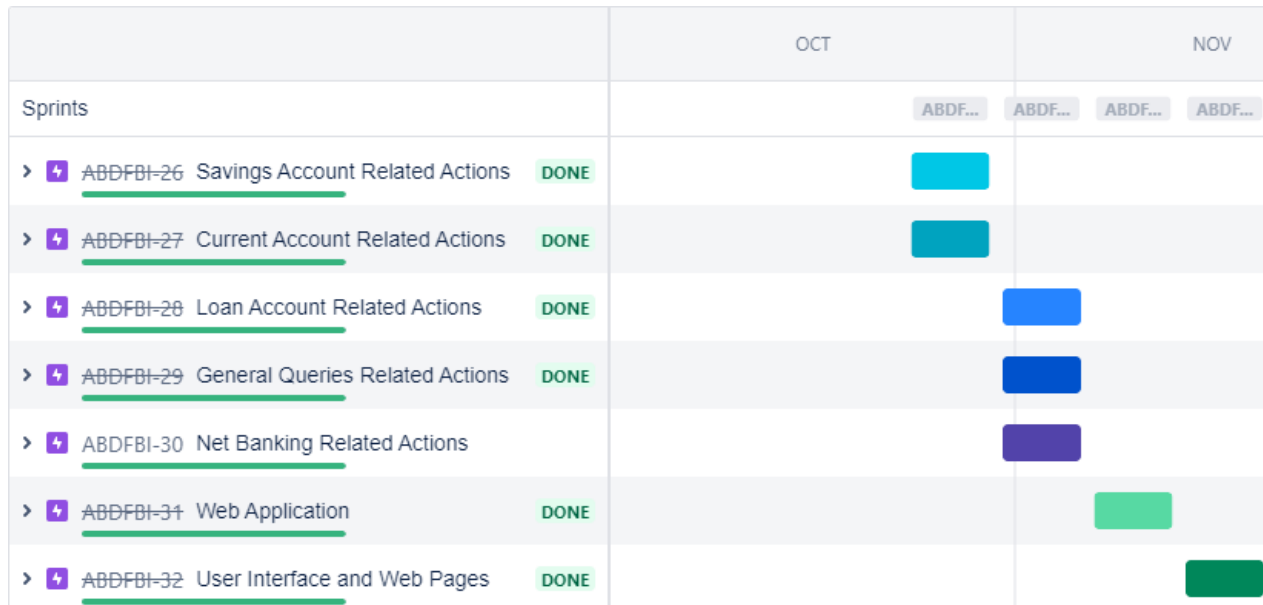 OCT NOV
Sprints ABDF... ABDF... ABDF... ABDF...
ABDFBI-26 Savings Account Related Actions DONE
ABDFBI-27 Current Account Related Actions DONE
ABDFBI-28 Loan Account Related Actions DONE
ABDFBI-29 General Queries Related Actions DONE
ABDFBI-30 Net Banking Related Actions
ABDFBI-31 Web Application DONE
ABDFBI-32 User Interface and Web Pages DONE